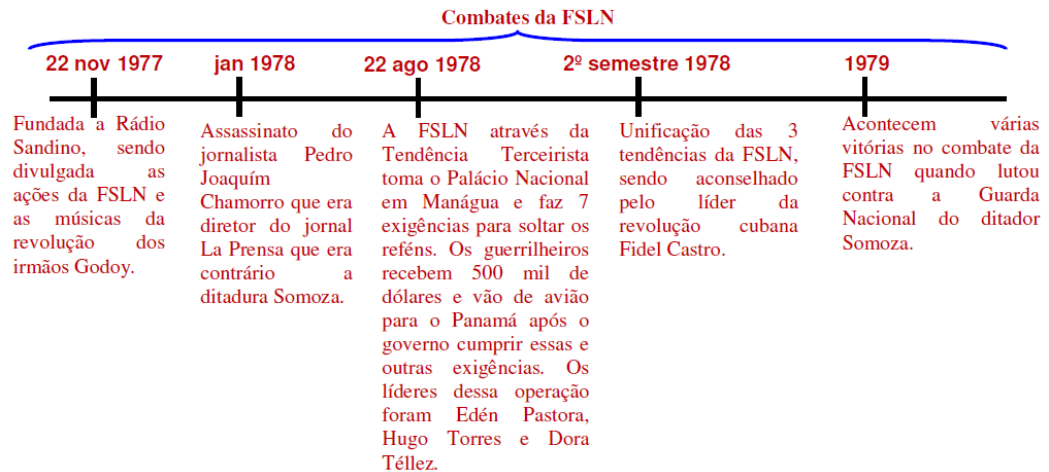 Combates da FSLN
22 nov 1977
Fundada a Rádio
Sandino, sendo
divulgada as
ações da FSLN e
as músicas da
revolução dos
irmãos Godoy.
jan 1978
Assassinato do
jornalista Pedro
Joaquím
Chamorro que era
diretor do jornal
La Prensa que era
contrário a
ditadura Somoza.
22 ago 1978
A FSLN através da
Tendência Terceirista
toma o Palácio Nacional
em Manágua e faz 7
exigências para soltar os
reféns. Os guerrilheiros
recebem 500 mil de
dólares e vão de avião
para o Panamá após o
governo cumprir essas e
outras exigências. Os
líderes dessa operação
foram Edén Pastora,
Hugo Torres e Dora
Téllez.
2º semestre 1978
Unificação das 3
tendências da FSLN,
sendo aconselhado
pelo líder da
revolução cubana
Fidel Castro.
1979
Acontecem várias
vitórias no combate da
FSLN quando lutou
contra a Guarda
Nacional do ditador
Somoza.